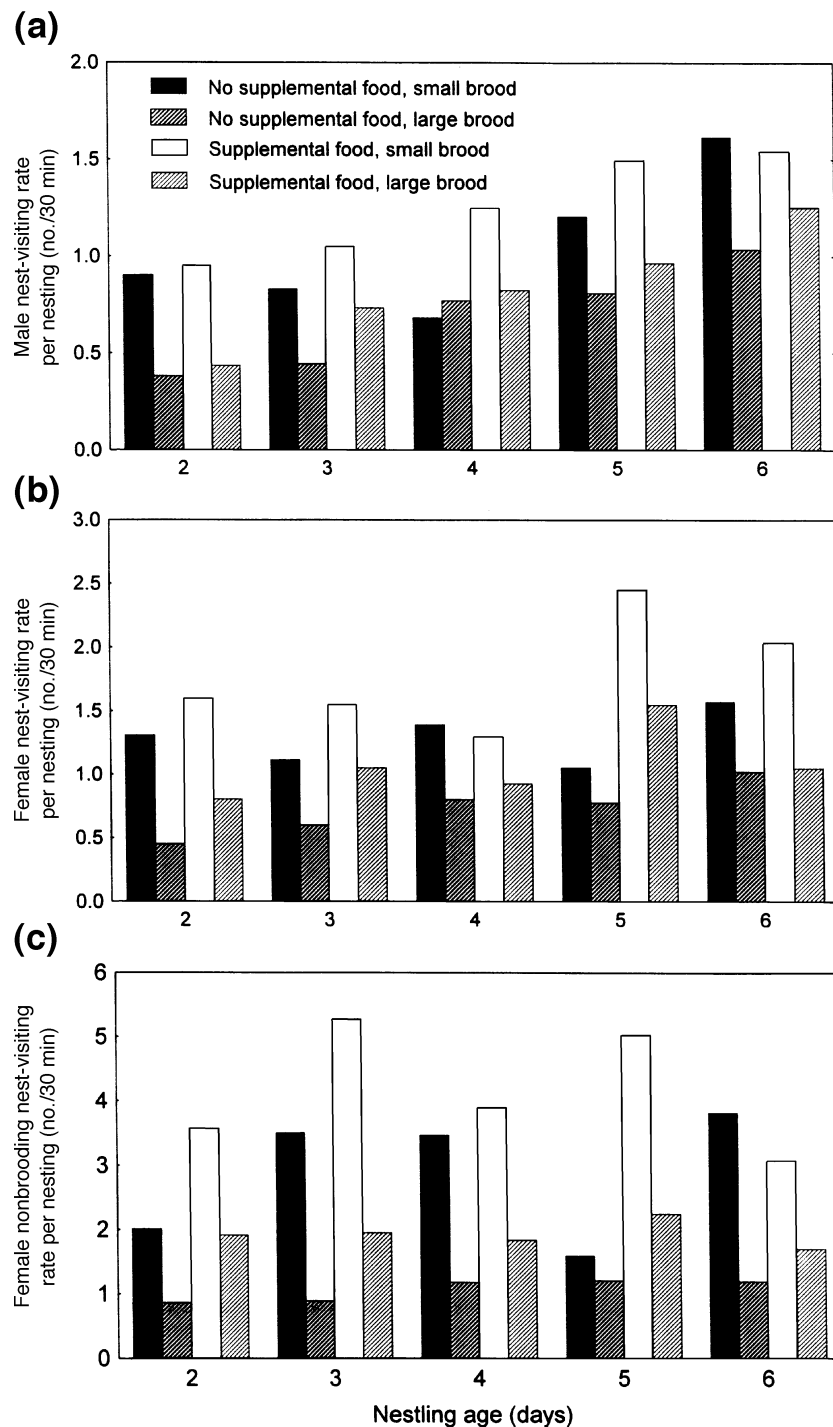 (a)
Male nest-visiting rate
per nesting (no./30 min)
2.0
1.5
1.0
0.5
0.0
No supplemental food, small brood
No supplemental food, large brood
Supplemental food, small brood
Supplemental food, large brood
2 3 4 5 6
(b)
Female nest-visiting rate
per nesting (no./30 min)
3.0
2.5
2.0
1.5
1.0
0.5
0.0
2 3 4 5 6
(c)
Female nonbrooding nest-visiting
rate per nesting (no./30 min)
6
5
4
3
2
1
0
2 3 4 5 6
Nestling age (days)